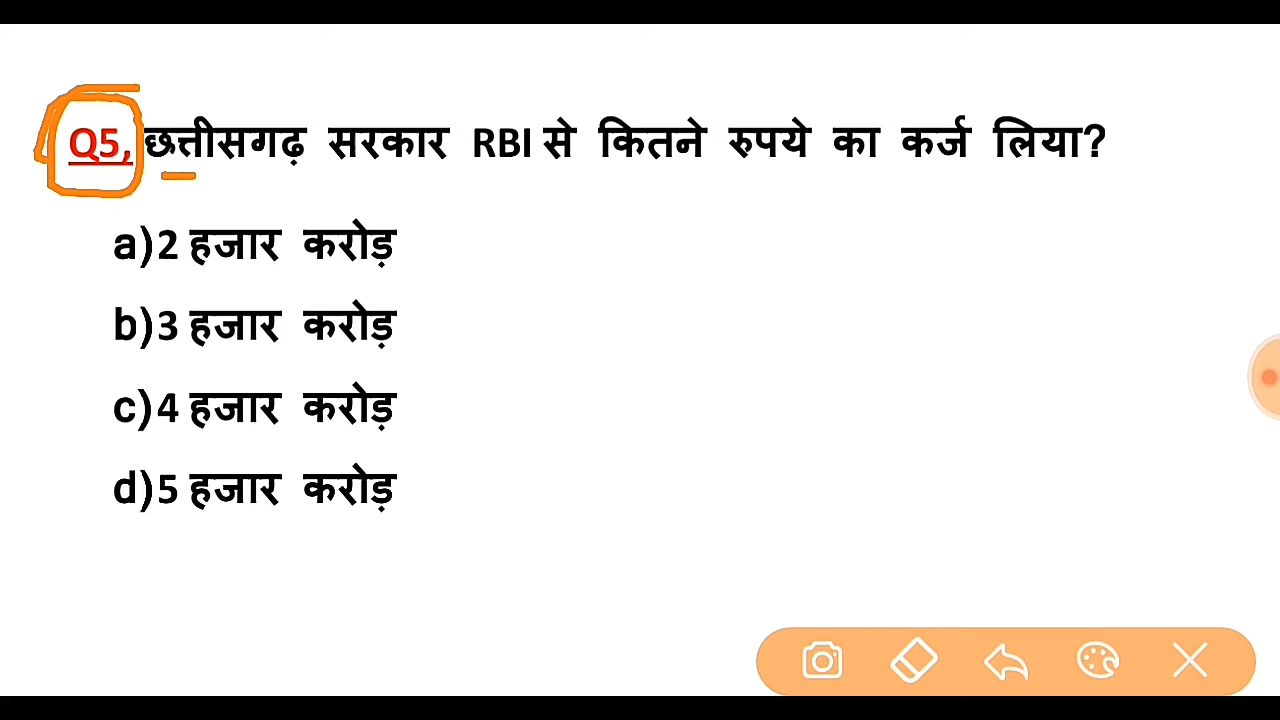 Q5, छत्तीसगढ़ सरकार RBI से कितने रुपये का कर्ज लिया?
a)2 हजार करोड़
b)3 हजार करोड़
c)4 हजार करोड़
d)5 हजार करोड़